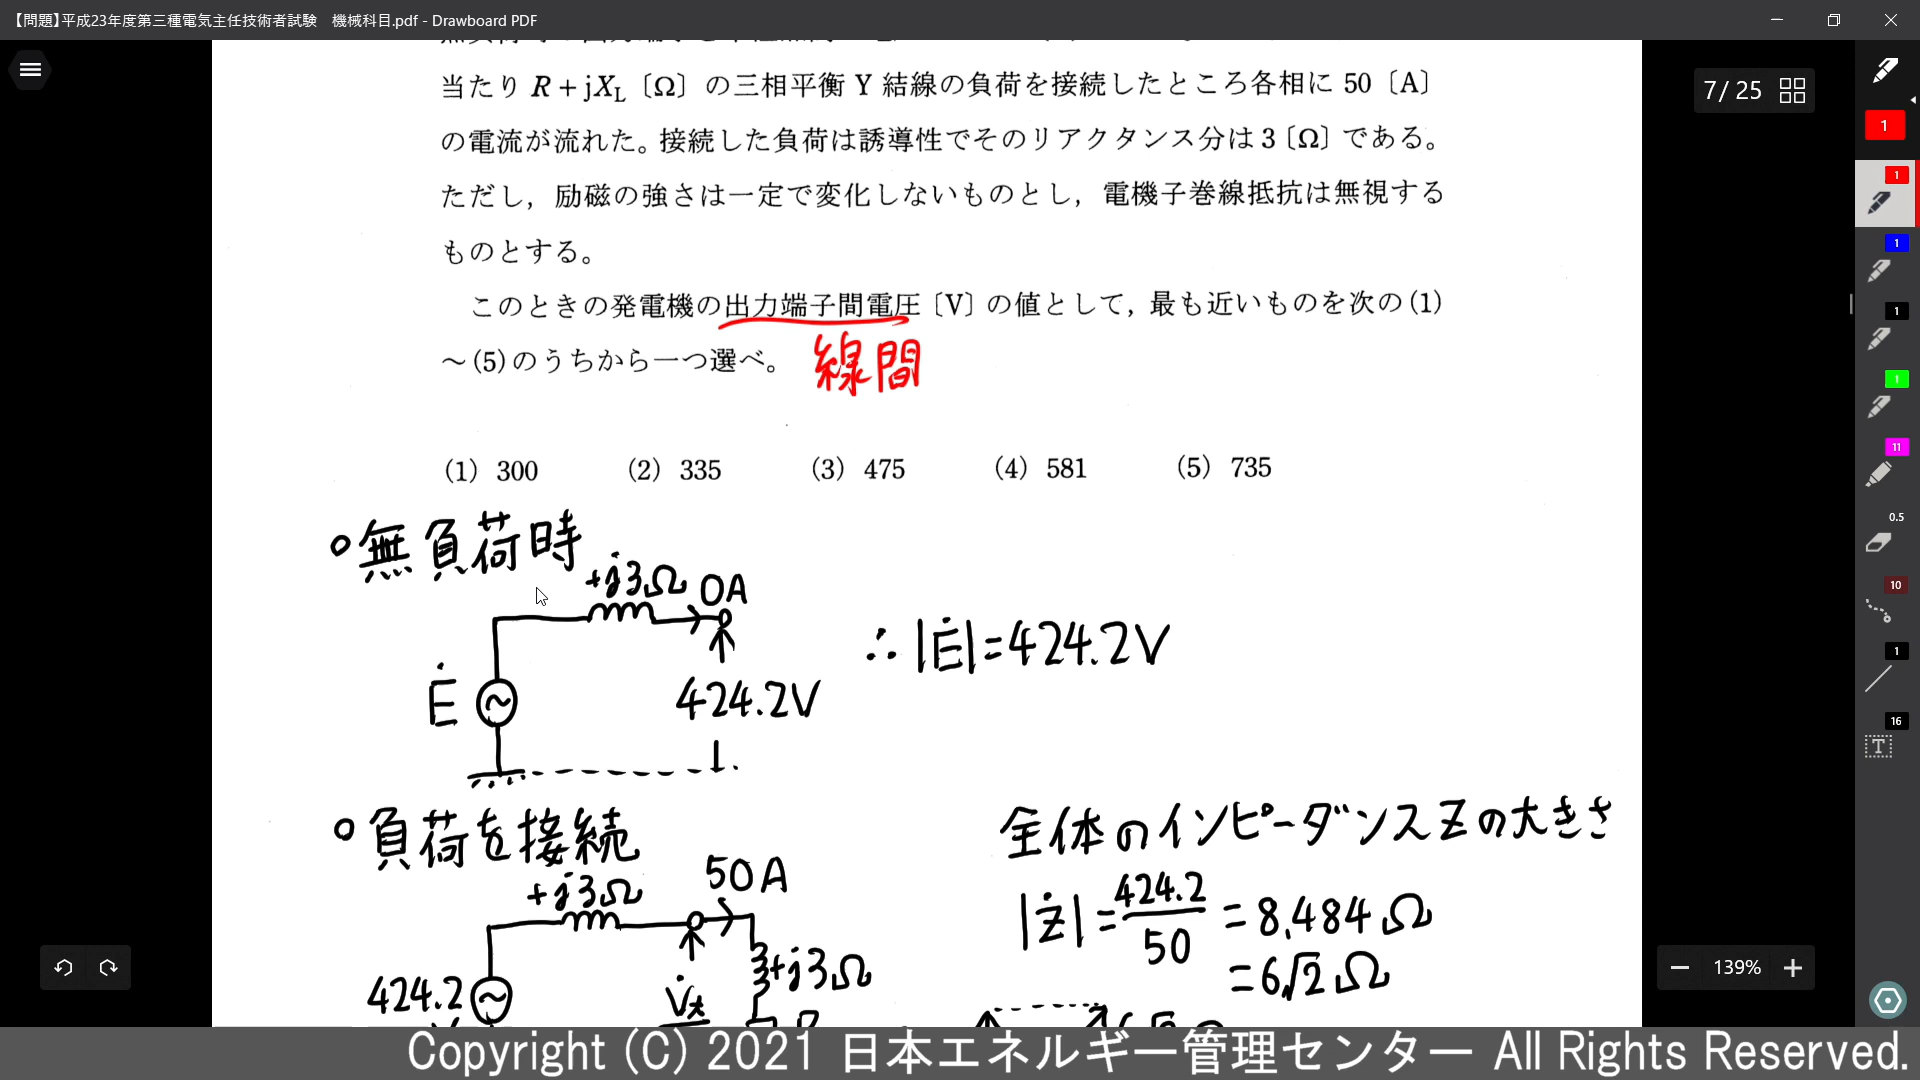 【問題】平成23年度第三種電気主任技術者試験　機械科目.pdf - Drawboard PDF
7/ 25
当たり R + jX_L〔Ω〕の三相平衡 Y 結線の負荷を接続したところ各相に 50〔A〕
の電流が流れた。接続した負荷は誘導性でそのリアクタンス分は 3〔Ω〕である。
ただし，励磁の強さは一定で変化しないものとし，電機子巻線抵抗は無視する
ものとする。
このときの発電機の出力端子間電圧〔V〕の値として，最も近いものを次の(1)
～(5)のうちから一つ選べ。
線間
(1) 300 (2) 335 (3) 475 (4) 581 (5) 735
○無負荷時
+j3Ω 0A
Ė
424.2V
∴ |Ė|=424.2V
○負荷を接続
+j3Ω
50A
424.2
V̇t
+j3Ω
全体のインピーダンスZの大きさ
|Ż| = 424.2/50 = 8.484Ω
=6√2Ω
1
1
1
1
1
11
0.5
10
1
16
T
139%
Copyright (C) 2021 日本エネルギー管理センター All Rights Reserved.